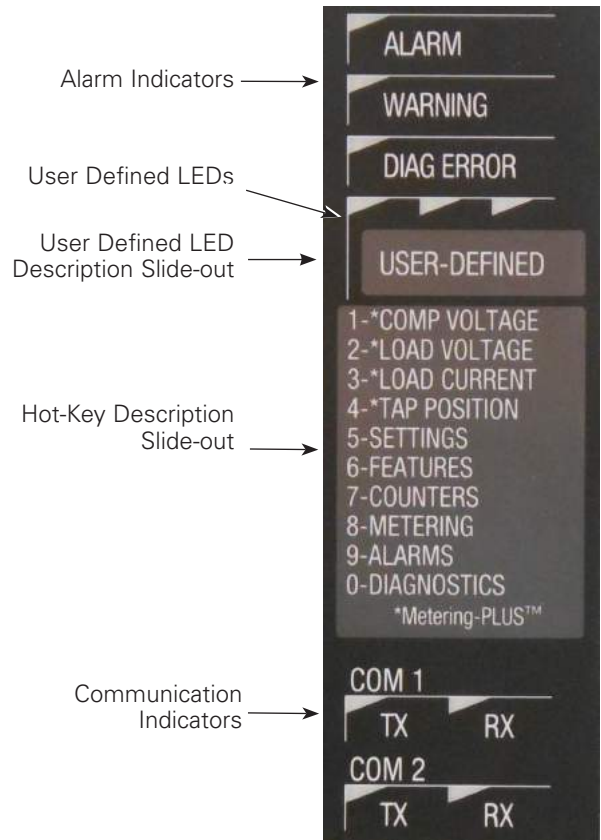 Alarm Indicators
User Defined LEDs
User Defined LED
Description Slide-out
Hot-Key Description
Slide-out
Communication
Indicators
ALARM
WARNING
DIAG ERROR
USER-DEFINED
1-*COMP VOLTAGE
2-*LOAD VOLTAGE
3-*LOAD CURRENT
4-*TAP POSITION
5-SETTINGS
6-FEATURES
7-COUNTERS
8-METERING
9-ALARMS
0-DIAGNOSTICS
*Metering-PLUS™
COM 1
TX RX
COM 2
TX RX